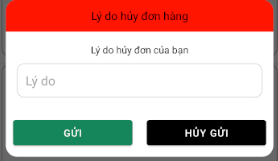 Lý do hủy đơn hàng
Lý do hủy đơn của bạn
Lý do
GỬI
HỦY GỬI